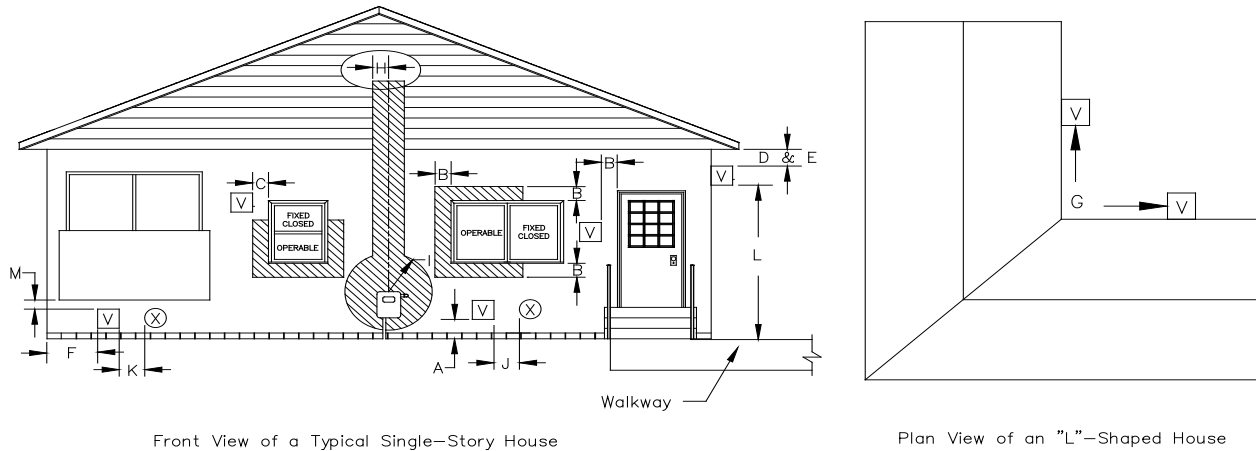 H
D & E
V
V
B
C
B
B
V
FIXED
CLOSED
OPERABLE
OPERABLE
FIXED
CLOSED
V
B
L
G
V
I
M
V
X
V
X
F
K
A
J
Walkway
Front View of a Typical Single-Story House
Plan View of an "L"-Shaped House